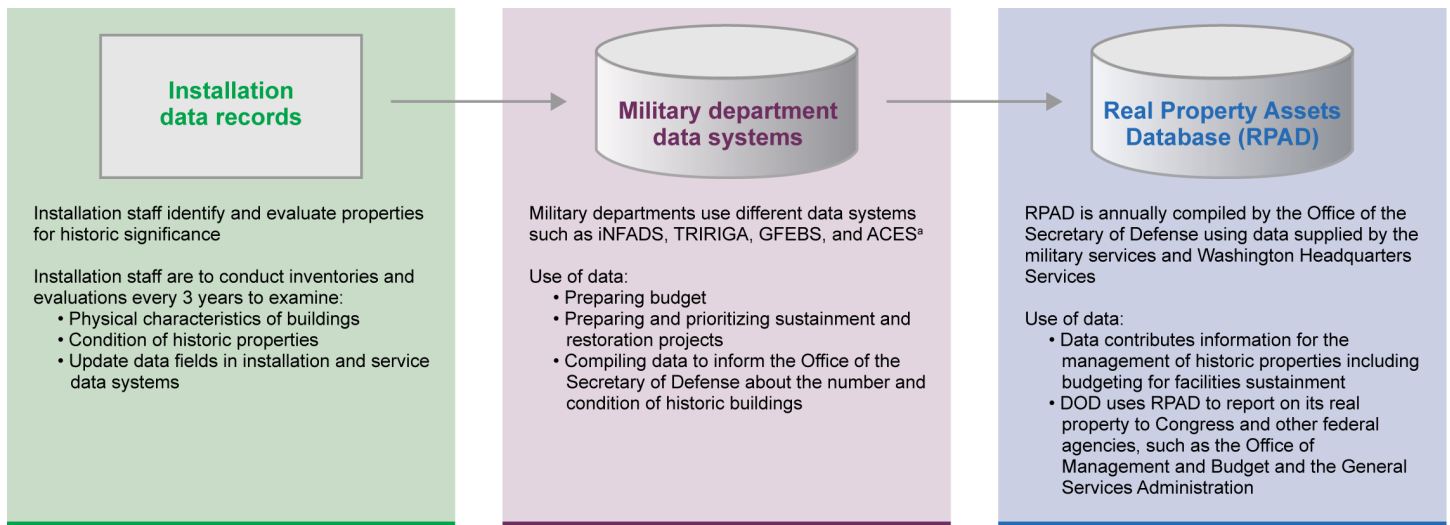 Installation
data records
Installation staff identify and evaluate properties
for historic significance
Installation staff are to conduct inventories and
evaluations every 3 years to examine:
• Physical characteristics of buildings
• Condition of historic properties
• Update data fields in installation and service
data systems
Military department
data systems
Military departments use different data systems
such as iNFADS, TRIRIGA, GFEBS, and ACESᵃ
Use of data:
• Preparing budget
• Preparing and prioritizing sustainment and
restoration projects
• Compiling data to inform the Office of the
Secretary of Defense about the number and
condition of historic buildings
Real Property Assets
Database (RPAD)
RPAD is annually compiled by the Office of the
Secretary of Defense using data supplied by the
military services and Washington Headquarters
Services
Use of data:
• Data contributes information for the
management of historic properties including
budgeting for facilities sustainment
• DOD uses RPAD to report on its real
property to Congress and other federal
agencies, such as the Office of
Management and Budget and the General
Services Administration